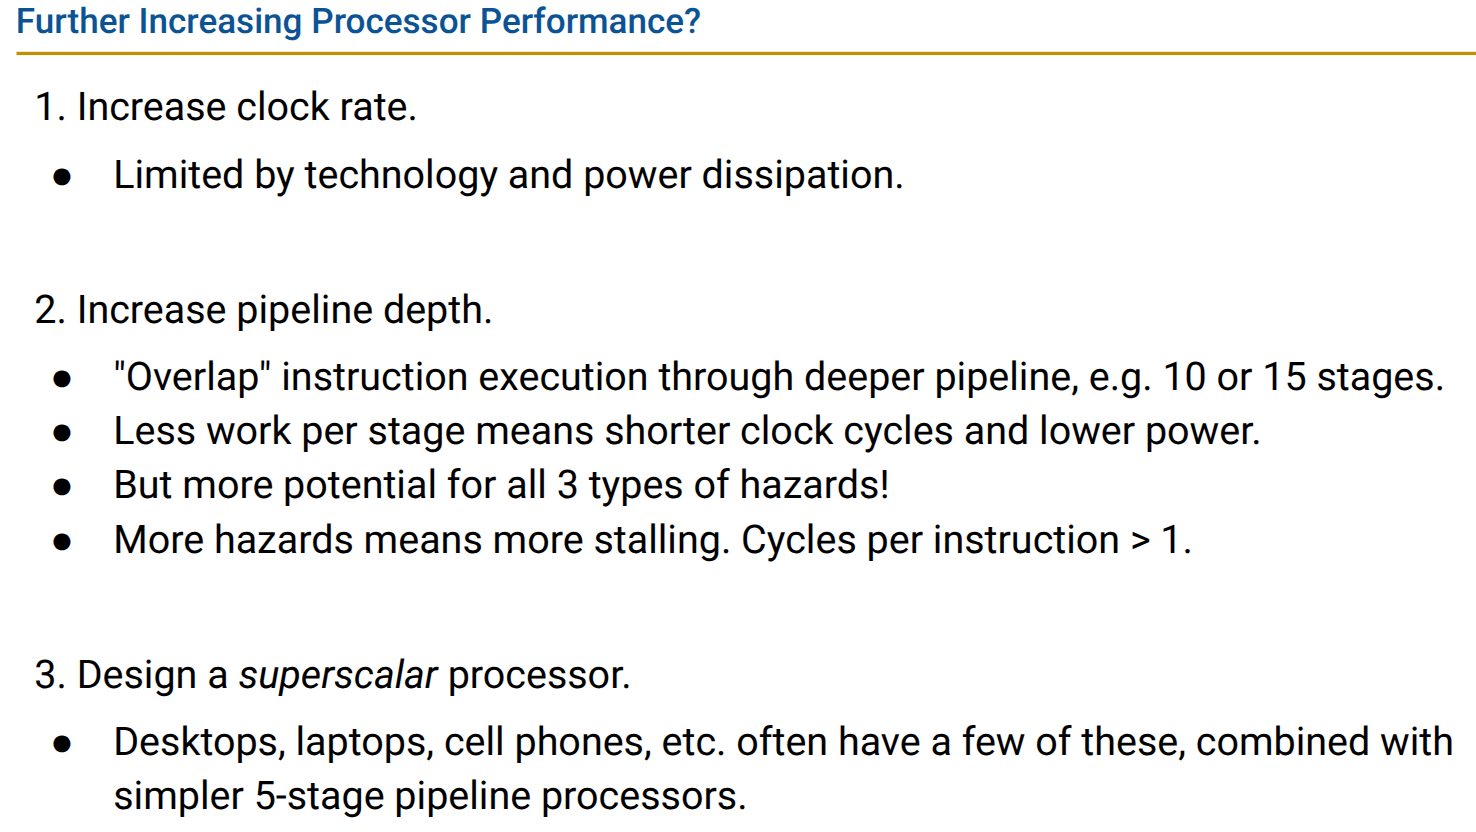 Further Increasing Processor Performance?
1. Increase clock rate.
● Limited by technology and power dissipation.
2. Increase pipeline depth.
● "Overlap" instruction execution through deeper pipeline, e.g. 10 or 15 stages.
● Less work per stage means shorter clock cycles and lower power.
● But more potential for all 3 types of hazards!
● More hazards means more stalling. Cycles per instruction > 1.
3. Design a superscalar processor.
● Desktops, laptops, cell phones, etc. often have a few of these, combined with
simpler 5-stage pipeline processors.